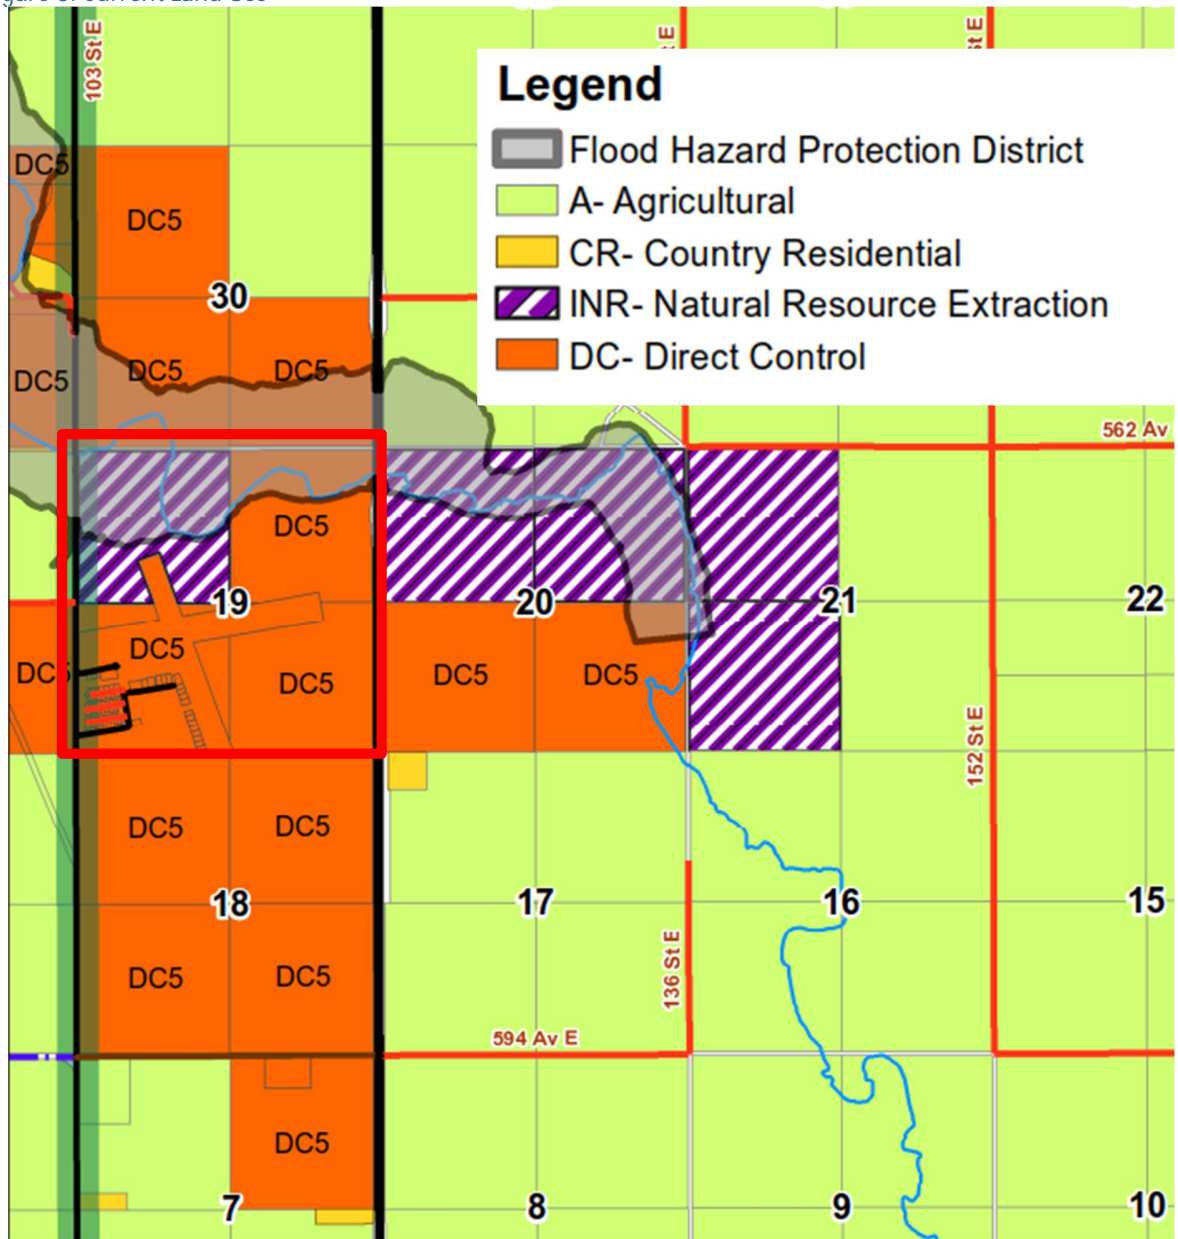 103 St E
Legend
Flood Hazard Protection District
A- Agricultural
CR- Country Residential
INR- Natural Resource Extraction
DC- Direct Control
DC5
DC5
30
DC5
DC5
DC5
562 Av
DC5
19
20
21
22
DC5
DC5
DC5
DC5
DC5
152 St E
DC5
DC5
18
17
16
15
136 St E
DC5
DC5
594 Av E
DC5
7
8
9
10